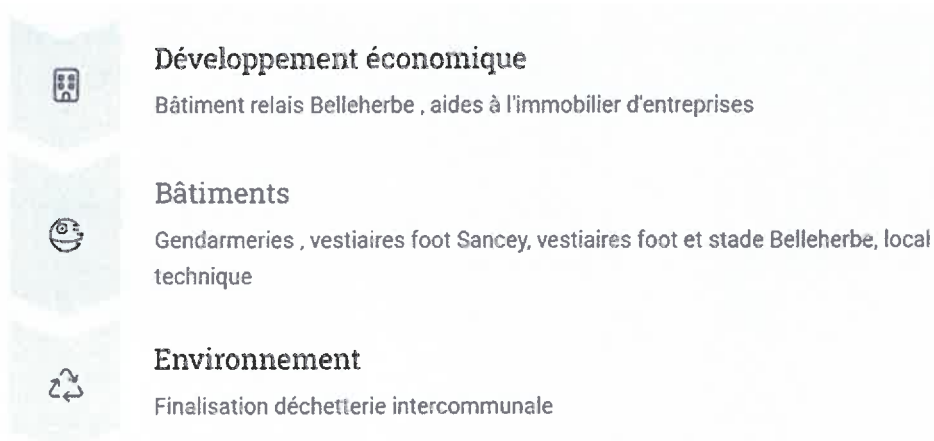 Développement économique
Bâtiment relais Belleherbe , aides à l'immobilier d'entreprises
Bâtiments
Gendarmeries , vestiaires foot Sancey, vestiaires foot et stade Belleherbe, local
technique
Environnement
Finalisation déchetterie intercommunale